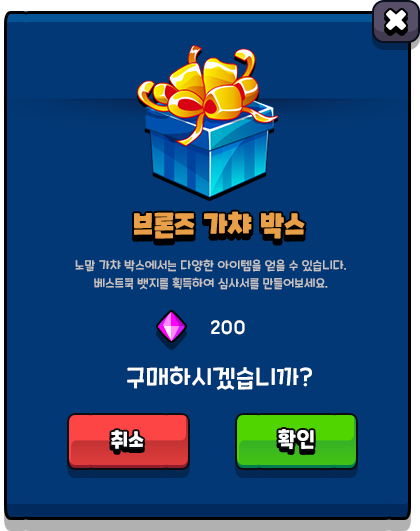 브론즈 가챠 박스
노말 가챠 박스에서는 다양한 아이템을 얻을 수 있습니다.
베스트묵 뱃지를 획득하여 심사서를 만들어보세요.
200
구매하시겠습니까?
취소
확인